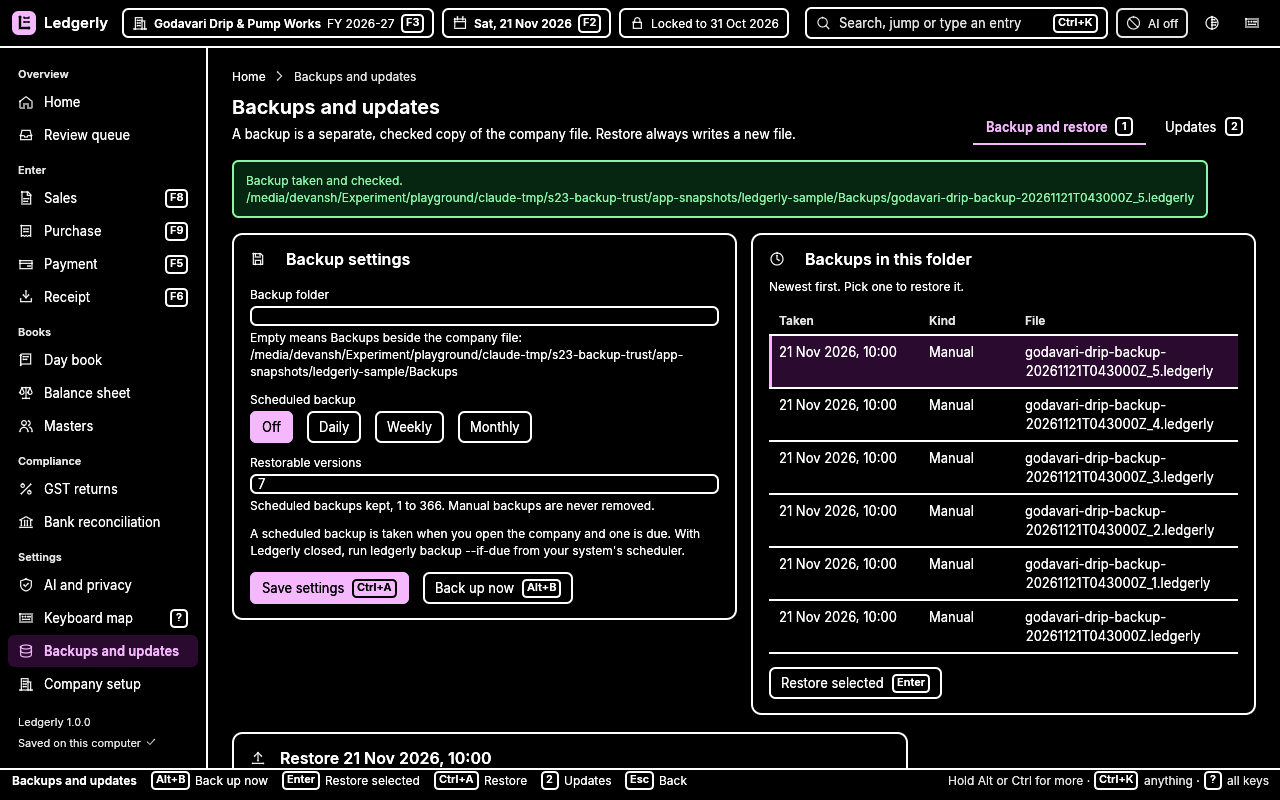 Ledgerly
Godavari Drip & Pump Works FY 2026-27 F3
Sat, 21 Nov 2026 F2
Locked to 31 Oct 2026
Search, jump or type an entry Ctrl+K
AI off
Overview
Home
Review queue
Enter
Sales F8
Purchase F9
Payment F5
Receipt F6
Books
Day book
Balance sheet
Masters
Compliance
GST returns
Bank reconciliation
Settings
AI and privacy
Keyboard map ?
Backups and updates
Company setup
Ledgerly 1.0.0
Saved on this computer
Home > Backups and updates
Backups and updates
A backup is a separate, checked copy of the company file. Restore always writes a new file.
Backup and restore 1
Updates 2
Backup taken and checked.
/media/devansh/Experiment/playground/claude-tmp/s23-backup-trust/app-snapshots/ledgerly-sample/Backups/godavari-drip-backup-20261121T043000Z_5.ledgerly
Backup settings
Backup folder
Empty means Backups beside the company file:
/media/devansh/Experiment/playground/claude-tmp/s23-backup-trust/app-
snapshots/ledgerly-sample/Backups
Scheduled backup
Off Daily Weekly Monthly
Restorable versions
7
Scheduled backups kept, 1 to 366. Manual backups are never removed.
A scheduled backup is taken when you open the company and one is due. With
Ledgerly closed, run ledgerly backup --if-due from your system's scheduler.
Save settings Ctrl+A
Back up now Alt+B
Backups in this folder
Newest first. Pick one to restore it.
Taken Kind File
21 Nov 2026, 10:00 Manual godavari-drip-backup-
20261121T043000Z_5.ledgerly
21 Nov 2026, 10:00 Manual godavari-drip-backup-
20261121T043000Z_4.ledgerly
21 Nov 2026, 10:00 Manual godavari-drip-backup-
20261121T043000Z_3.ledgerly
21 Nov 2026, 10:00 Manual godavari-drip-backup-
20261121T043000Z_2.ledgerly
21 Nov 2026, 10:00 Manual godavari-drip-backup-
20261121T043000Z_1.ledgerly
21 Nov 2026, 10:00 Manual godavari-drip-backup-
20261121T043000Z.ledgerly
Restore selected Enter
Restore 21 Nov 2026, 10:00
Backups and updates Alt+B Back up now Enter Restore selected Ctrl+A Restore 2 Updates Esc Back
Hold Alt or Ctrl for more · Ctrl+K anything · ? all keys